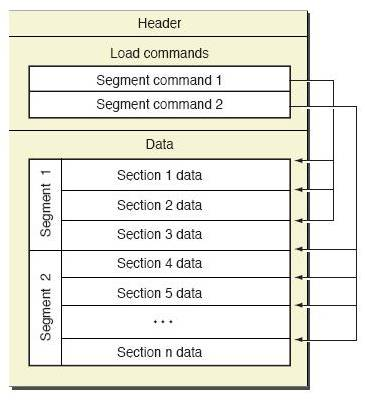 Header
Load commands
Segment command 1
Segment command 2
Data
Segment 1
Section 1 data
Section 2 data
Section 3 data
Segment 2
Section 4 data
Section 5 data
...
Section n data